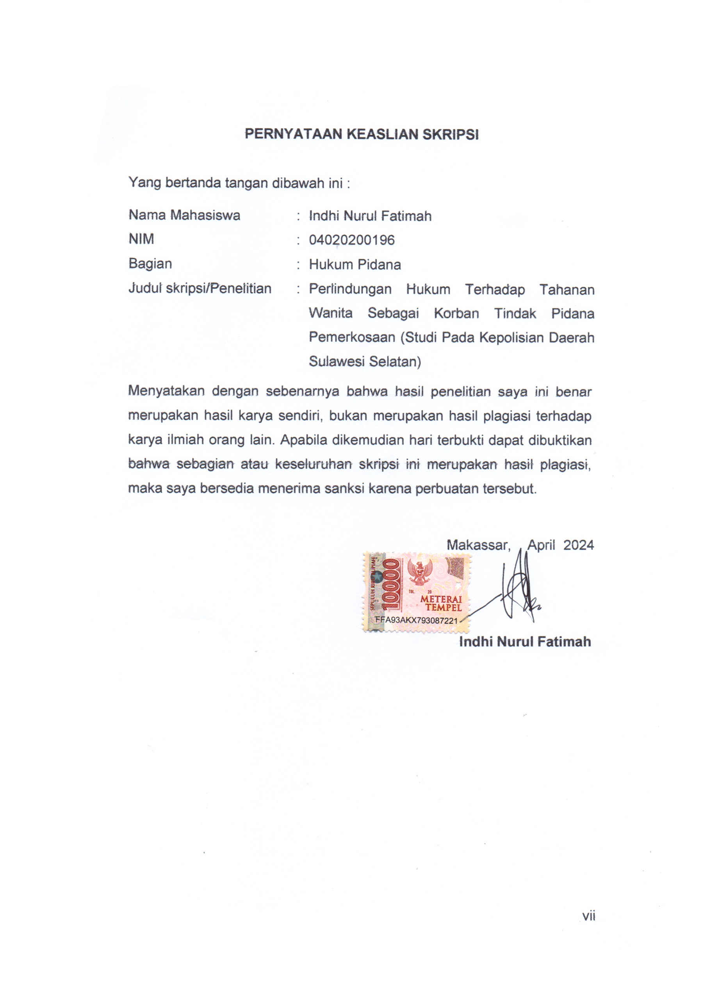 PERNYATAAN KEASLIAN SKRIPSI
Yang bertanda tangan dibawah ini :
Nama Mahasiswa : Indhi Nurul Fatimah
NIM : 04020200196
Bagian : Hukum Pidana
Judul skripsi/Penelitian : Perlindungan Hukum Terhadap Tahanan
Wanita Sebagai Korban Tindak Pidana
Pemerkosaan (Studi Pada Kepolisian Daerah
Sulawesi Selatan)
Menyatakan dengan sebenarnya bahwa hasil penelitian saya ini benar
merupakan hasil karya sendiri, bukan merupakan hasil plagiasi terhadap
karya ilmiah orang lain. Apabila dikemudian hari terbukti dapat dibuktikan
bahwa sebagian atau keseluruhan skripsi ini merupakan hasil plagiasi,
maka saya bersedia menerima sanksi karena perbuatan tersebut.
Makassar, April 2024
SEPULUH RIBU RUPIAH
10000
TGL. 20
METERAI
TEMPEL
FFA93AKX793087221
Indhi Nurul Fatimah
vii